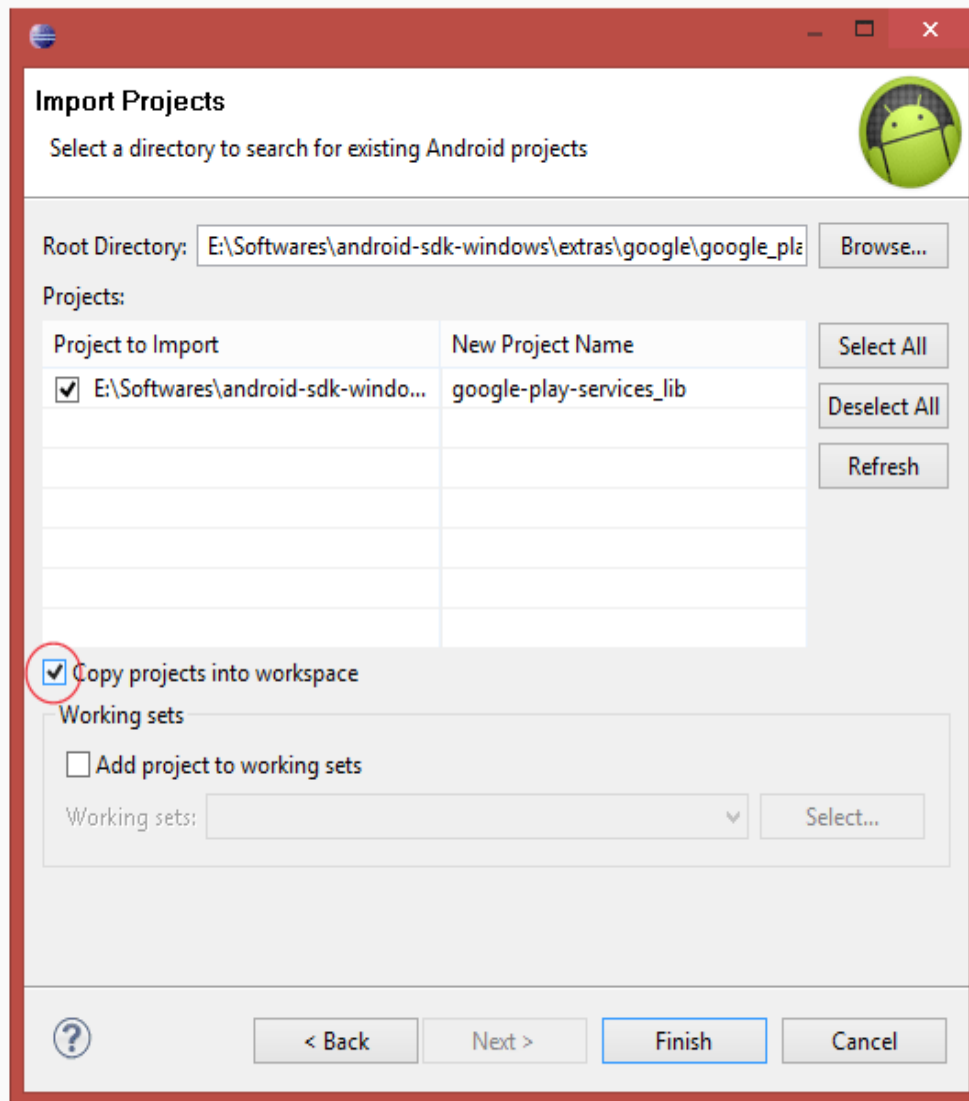 Import Projects
Select a directory to search for existing Android projects
Root Directory: E:\Softwares\android-sdk-windows\extras\google\google_pla Browse...
Projects:
Project to Import New Project Name Select All
E:\Softwares\android-sdk-windo... google-play-services_lib
Deselect All
Refresh
Copy projects into workspace
Working sets
Add project to working sets
Working sets: Select...
? < Back Next > Finish Cancel